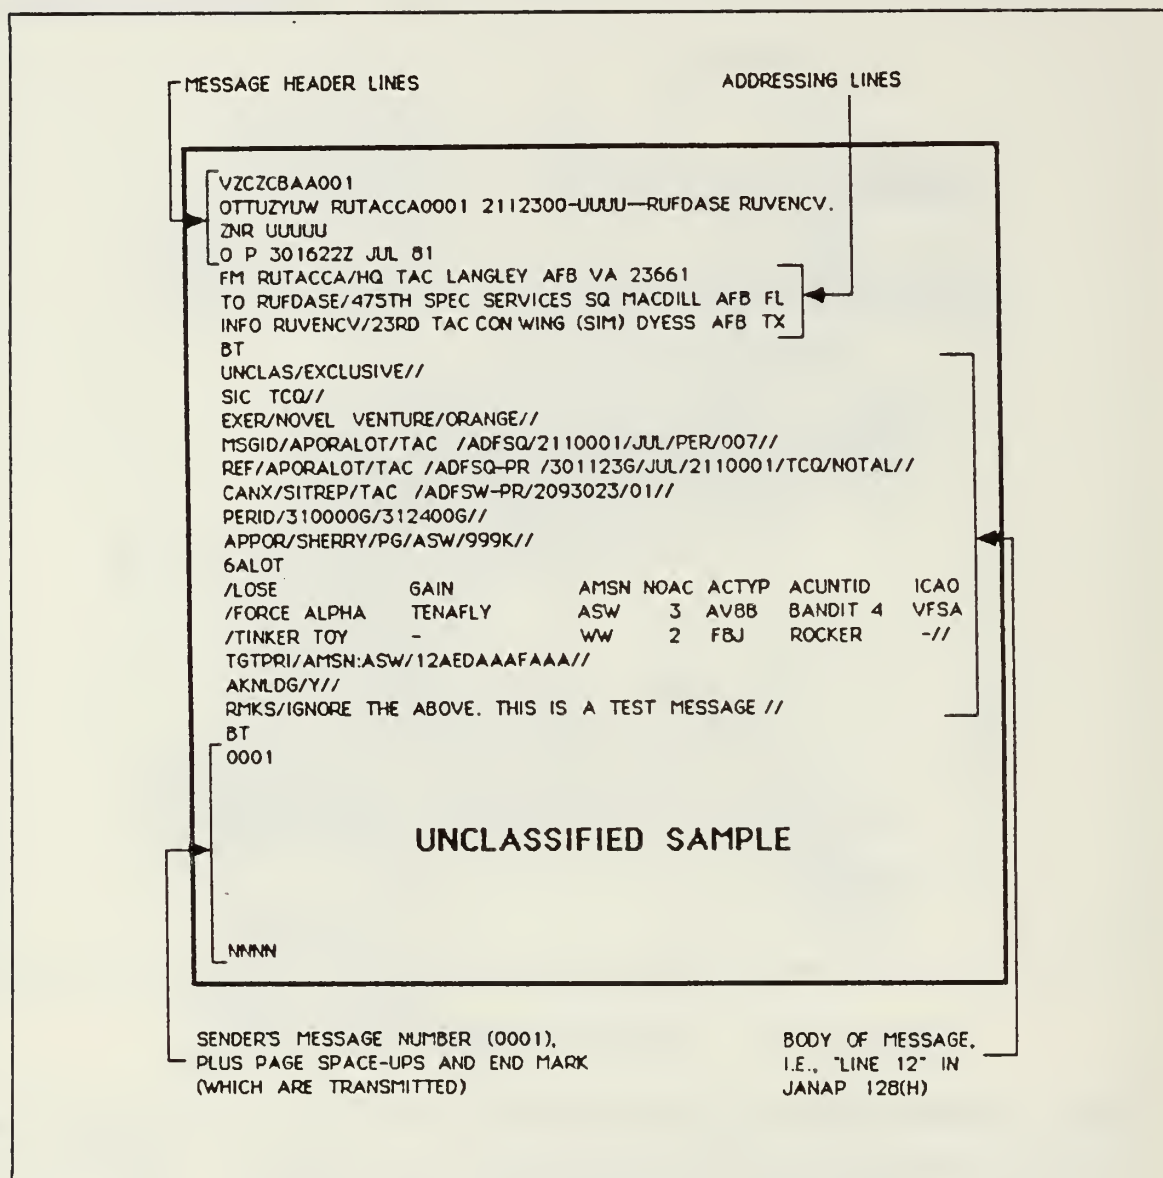 MESSAGE HEADER LINES
ADDRESSING LINES
VZCZCBAA001
OTTUZYUW RUTACCA0001 2112300-UUUU—RUFDASE RUVENCV.
ZNR UUUUU
O P 301622Z JUL 81
FM RUTACCA/HQ TAC LANGLEY AFB VA 23661
TO RUFDASE/475TH SPEC SERVICES SQ MACDILL AFB FL
INFO RUVENCV/23RD TAC CON WING (SIM) DYESS AFB TX
BT
UNCLAS/EXCLUSIVE//
SIC TCQ//
EXER/NOVEL VENTURE/ORANGE//
MSGID/APORALOT/TAC /ADFSQ/2110001/JUL/PER/007//
REF/APORALOT/TAC /ADFSQ-PR /301123G/JUL/2110001/TCQ/NOTAL//
CANX/SITREP/TAC /ADFSW-PR/2093023/01//
PERID/310000G/312400G//
APPOR/SHERRY/PG/ASW/999K//
6ALOT
/LOSE GAIN AMSN NOAC ACTYP ACUNTID ICAO
/FORCE ALPHA TENAFLY ASW 3 AV8B BANDIT 4 VFSA
/TINKER TOY - WW 2 FBJ ROCKER -//
TGTPRI/AMSN:ASW/12AEDAAAFAAA//
AKNLDG/Y//
RMKS/IGNORE THE ABOVE. THIS IS A TEST MESSAGE //
BT
0001
UNCLASSIFIED SAMPLE
NNNN
SENDER'S MESSAGE NUMBER (0001),
PLUS PAGE SPACE-UPS AND END MARK
(WHICH ARE TRANSMITTED)
BODY OF MESSAGE,
I.E., "LINE 12" IN
JANAP 128(H)